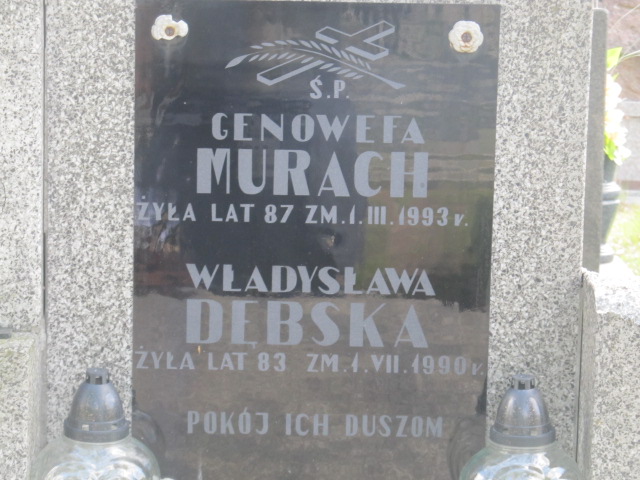 Ś.P.
GENOWEFA
MURACH
ŻYŁA LAT 87 ZM.1.III.1993 r.
WŁADYSŁAWA
DĘBSKA
ŻYŁA LAT 83 ZM.1.VII.1990 r.
POKÓJ ICH DUSZOM